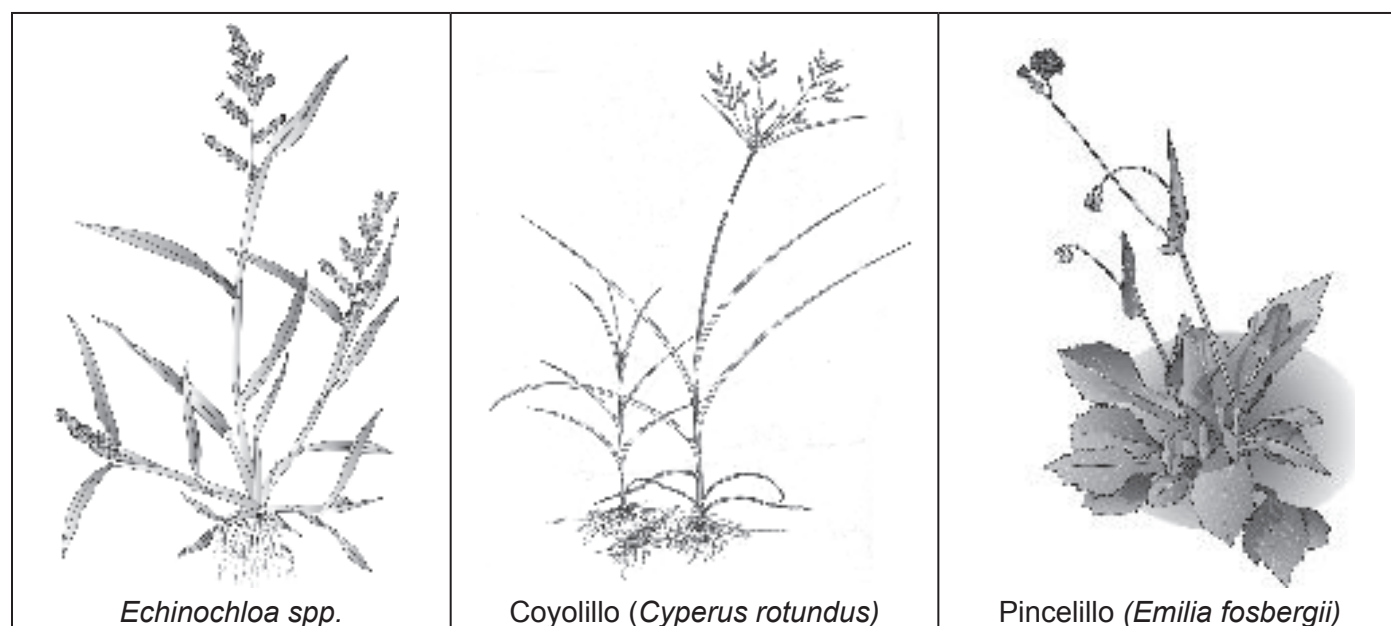 Echinochloa spp.
Coyolillo (Cyperus rotundus)
Pincelillo (Emilia fosbergii)